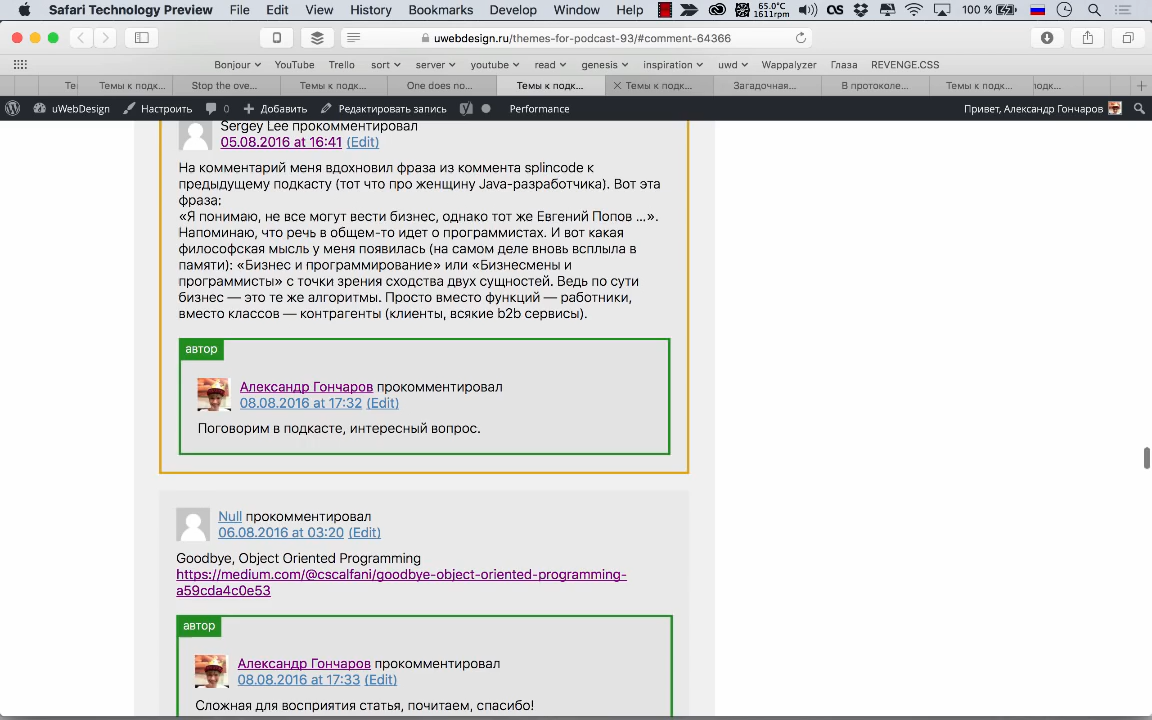 Safari Technology Preview File Edit View History Bookmarks Develop Window Help 65.0°C 1611rpm 100 %
uwebdesign.ru/themes-for-podcast-93/#comment-64366
Bonjour YouTube Trello sort server youtube read genesis inspiration uwd Wappalyzer Глаза REVENGE.CSS
Те Темы к подк... Stop the ove... Темы к подк... One does no... Темы к подк... Темы к подк... Загадочная... В протоколе... Темы к подк... подк...
uWebDesign Настроить 0 Добавить Редактировать запись Performance Привет, Александр Гончаров
Sergey Lee прокомментировал
05.08.2016 at 16:41 (Edit)
На комментарий меня вдохновил фраза из коммента splincode к
предыдущему подкасту (тот что про женщину Java-разработчика). Вот эта
фраза:
«Я понимаю, не все могут вести бизнес, однако тот же Евгений Попов ...».
Напоминаю, что речь в общем-то идет о программистах. И вот какая
философская мысль у меня появилась (на самом деле вновь всплыла в
памяти): «Бизнес и программирование» или «Бизнесмены и
программисты» с точки зрения сходства двух сущностей. Ведь по сути
бизнес — это те же алгоритмы. Просто вместо функций — работники,
вместо классов — контрагенты (клиенты, всякие b2b сервисы).
автор
Александр Гончаров прокомментировал
08.08.2016 at 17:32 (Edit)
Поговорим в подкасте, интересный вопрос.
Null прокомментировал
06.08.2016 at 03:20 (Edit)
Goodbye, Object Oriented Programming
https://medium.com/@cscalfani/goodbye-object-oriented-programming-
a59cda4c0e53
автор
Александр Гончаров прокомментировал
08.08.2016 at 17:33 (Edit)
Сложная для восприятия статья, почитаем, спасибо!